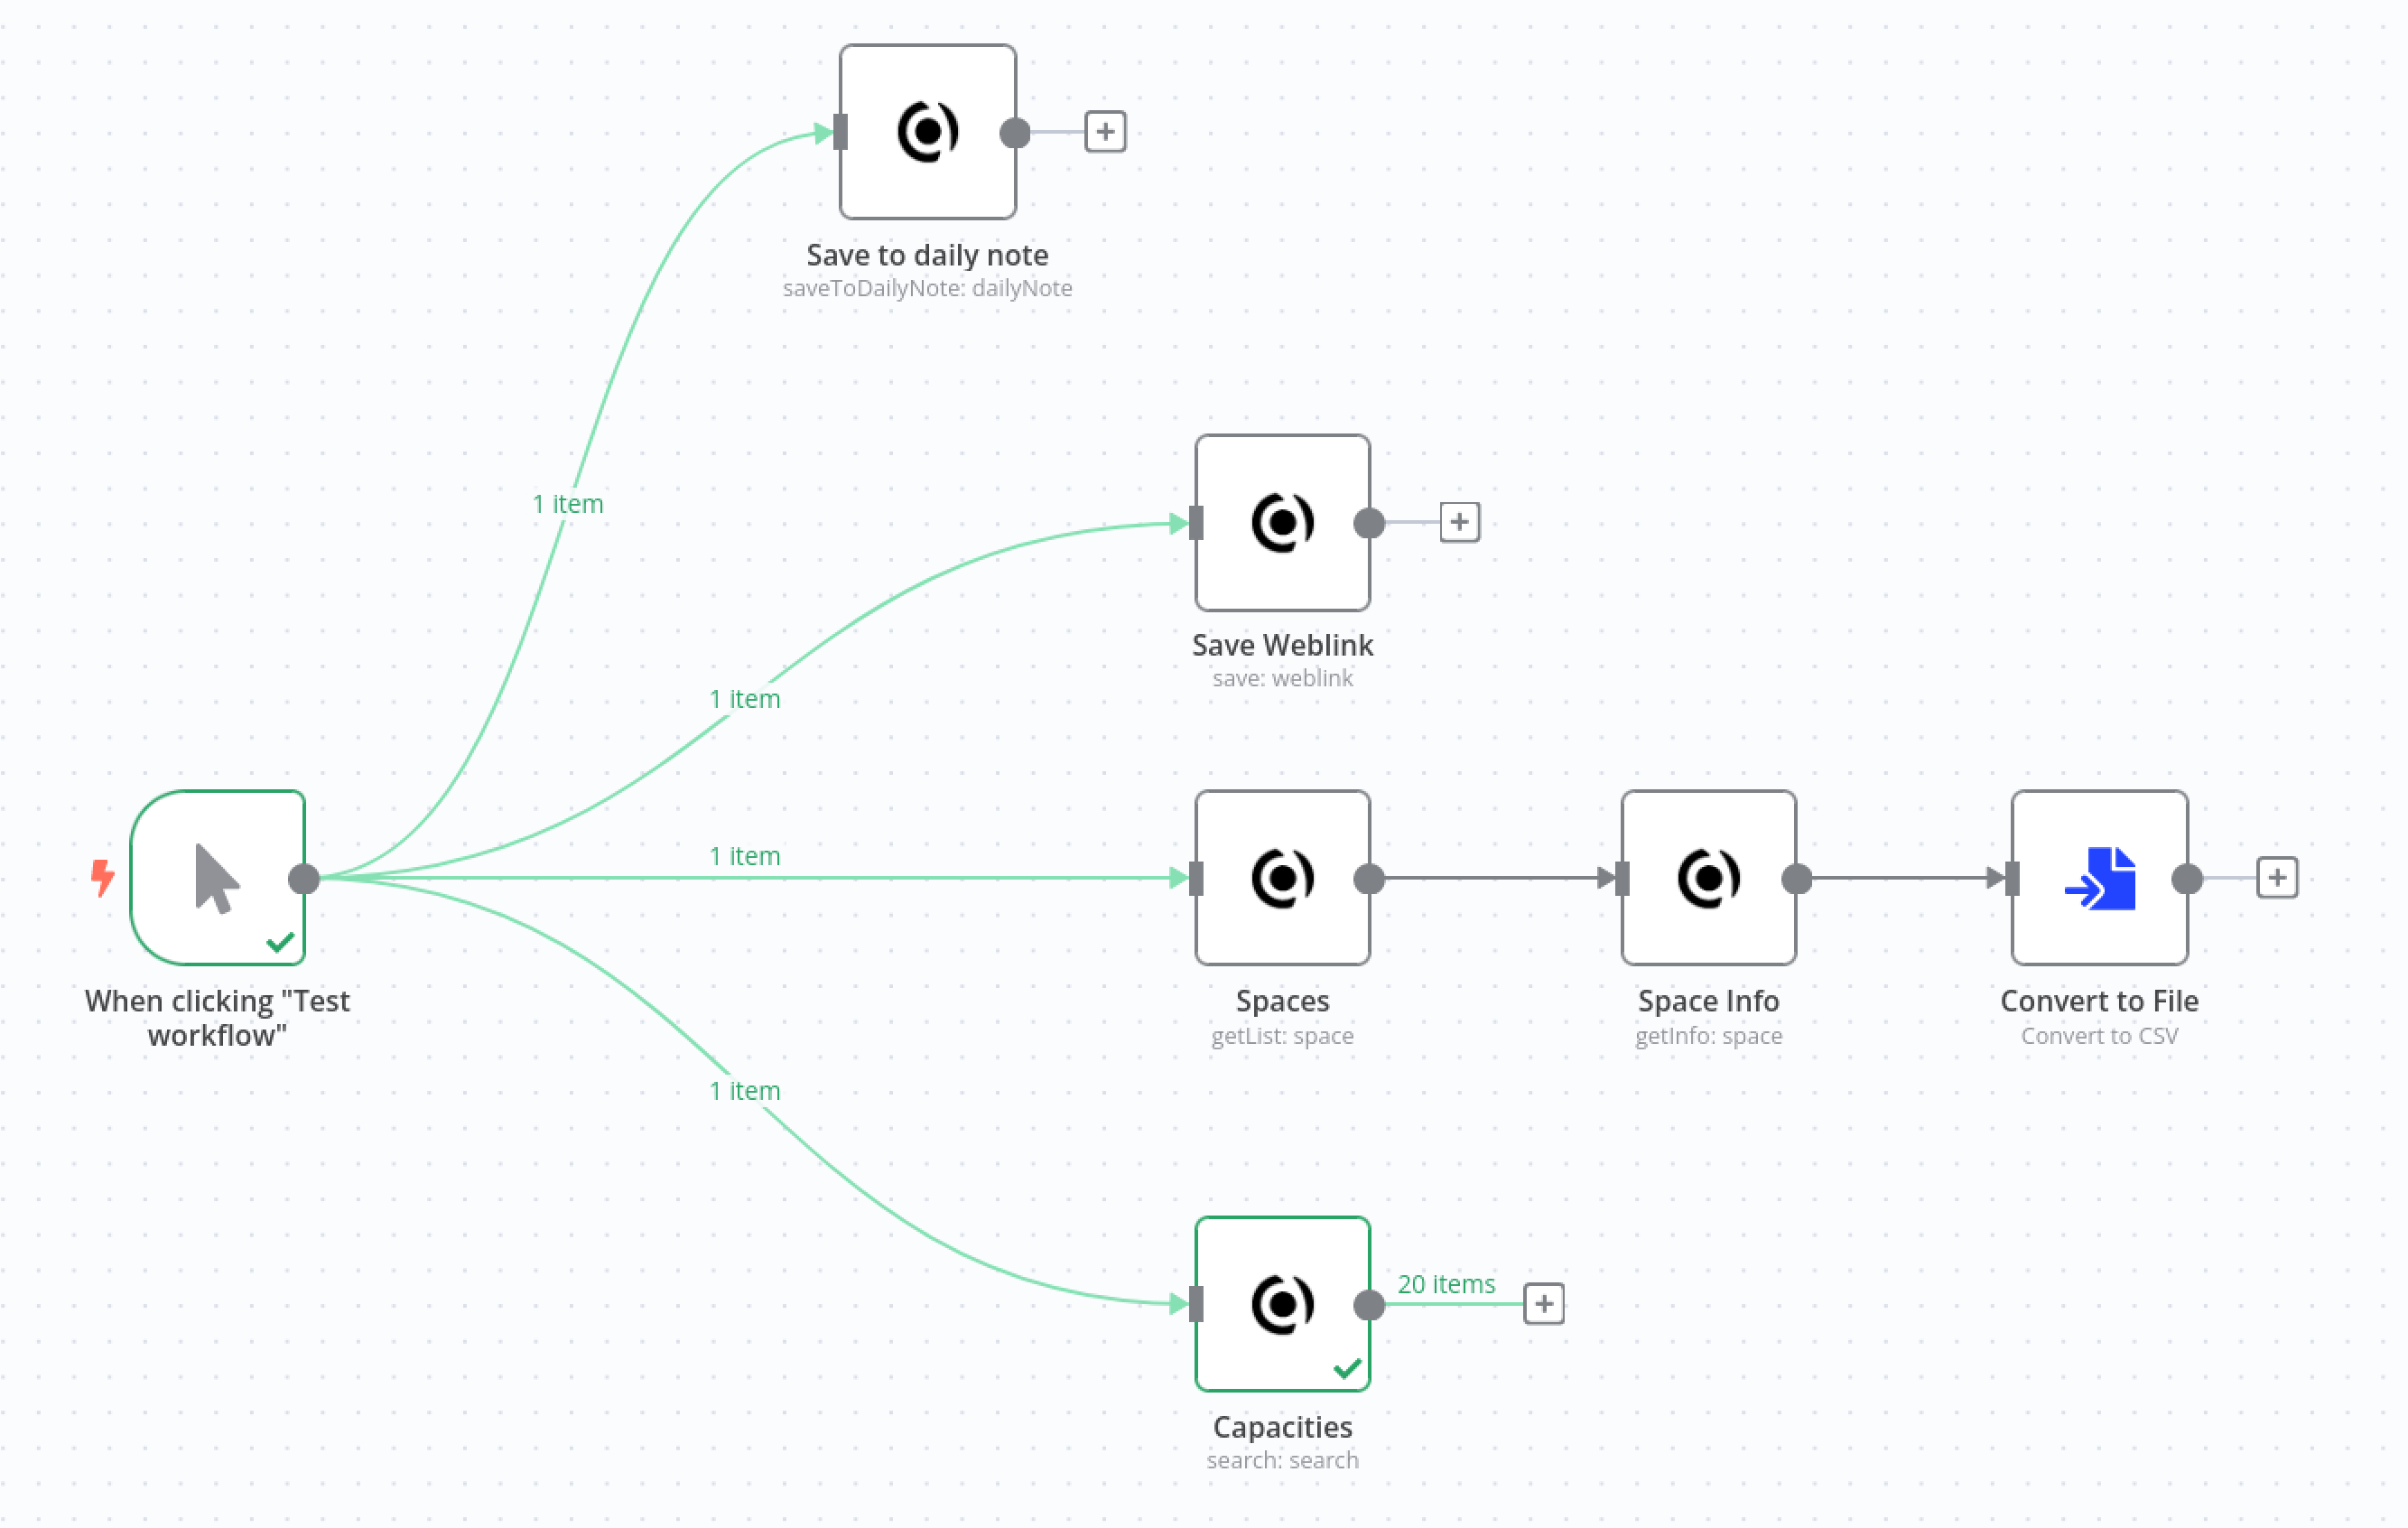 Save to daily note
saveToDailyNote: dailyNote
1 item
Save Weblink
save: weblink
1 item
1 item
When clicking "Test
workflow"
Spaces
getList: space
Space Info
getInfo: space
Convert to File
Convert to CSV
1 item
20 items
Capacities
search: search